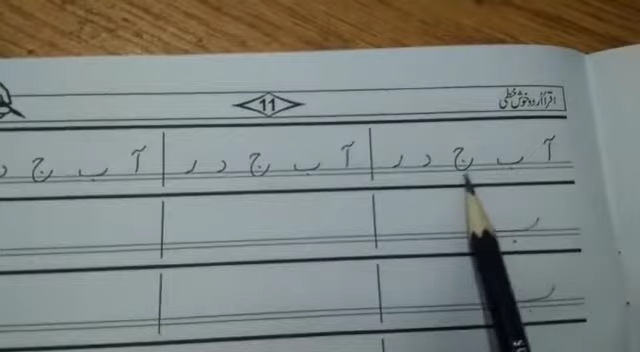 اقرأ اردو خوش خطی
11
آ ب ج د ر آ ب ج د ر آ ب ج د
ب
ب